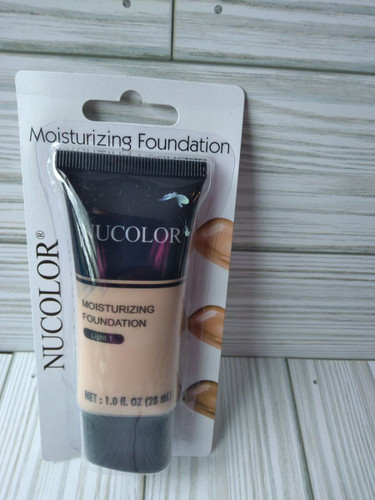 Moisturizing Foundation
NUCOLOR®
NUCOLOR
MOISTURIZING
FOUNDATION
Light 1
NET : 1.0 fl. OZ (28 mL)